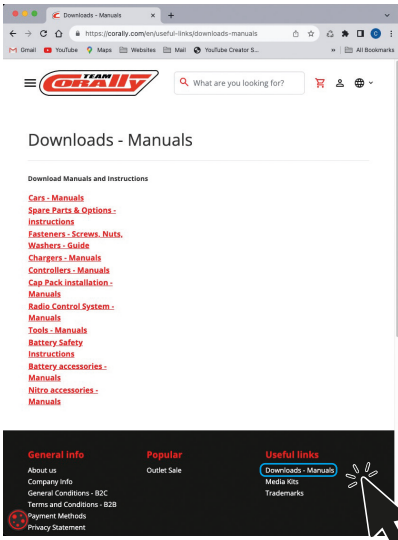 Downloads - Manuals
https://corally.com/en/useful-links/downloads-manuals
Gmail
YouTube
Maps
Websites
Mail
YouTube Creator S...
»
All Bookmarks
TEAM
CORALLY
What are you looking for?
Downloads - Manuals
Download Manuals and Instructions
Cars - Manuals
Spare Parts & Options -
instructions
Fasteners - Screws, Nuts,
Washers - Guide
Chargers - Manuals
Controllers - Manuals
Cap Pack installation -
Manuals
Radio Control System -
Manuals
Tools - Manuals
Battery Safety
Instructions
Battery accessories -
Manuals
Nitro accessories -
Manuals
General info
About us
Company Info
General Conditions - B2C
Terms and Conditions - B2B
Payment Methods
Privacy Statement
Popular
Outlet Sale
Useful links
Downloads - Manuals
Media Kits
Trademarks